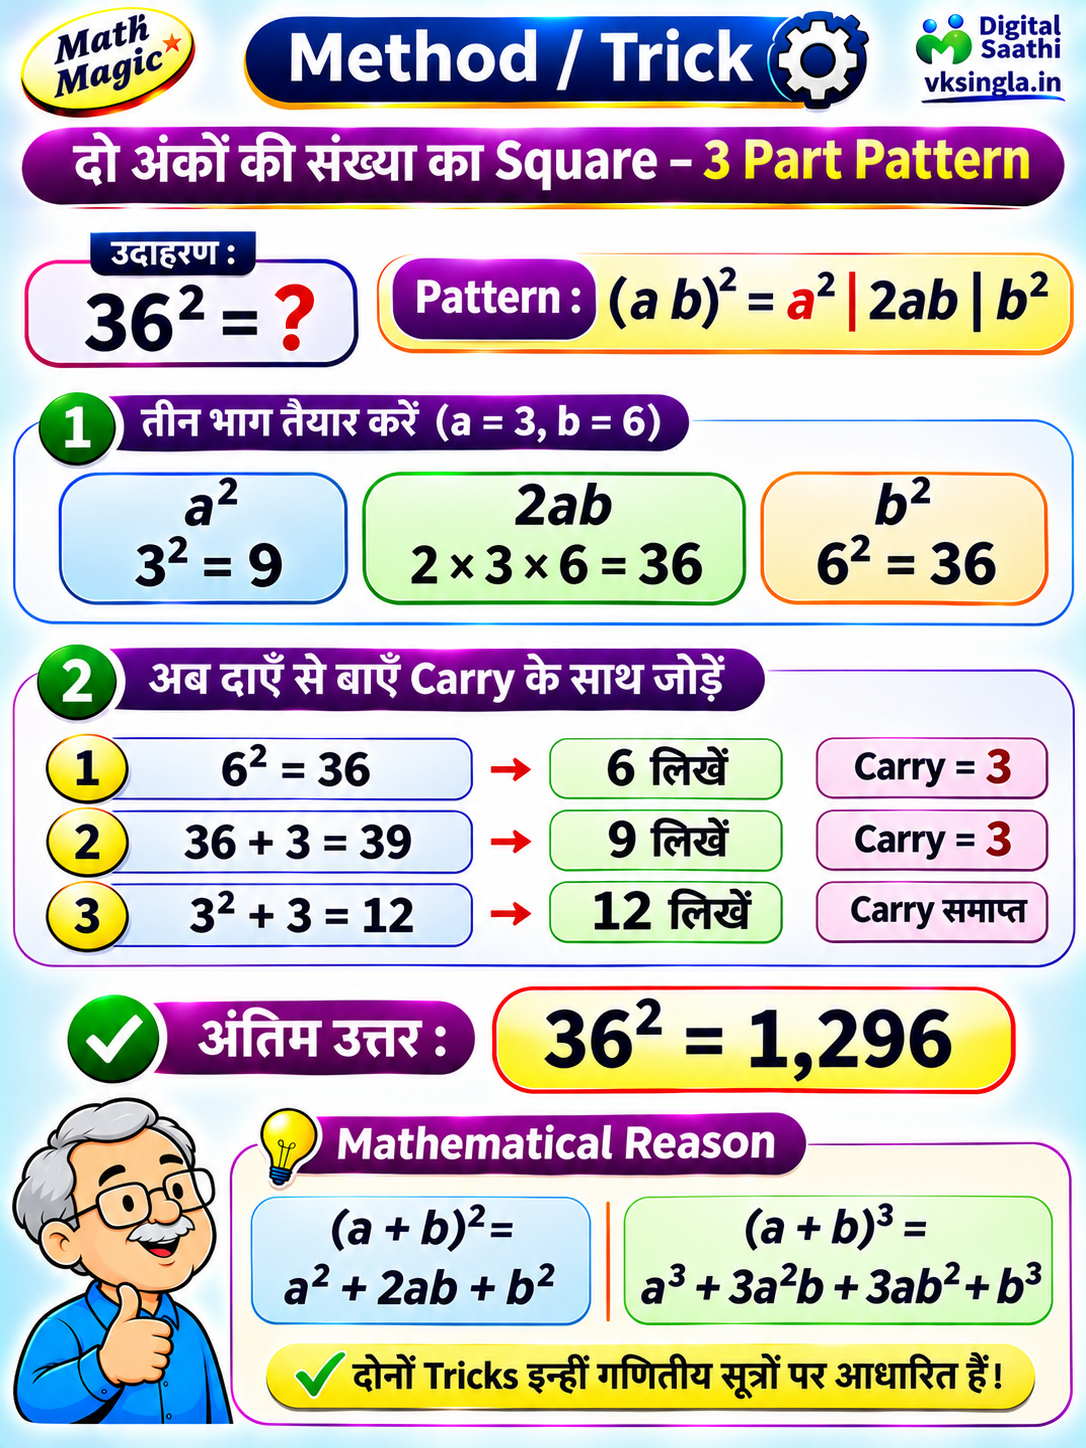 Math
Magic
Method / Trick
Digital
Saathi
vksingla.in
दो अंकों की संख्या का Square – 3 Part Pattern
उदाहरण :
36² = ?
Pattern : (a b)² = a² | 2ab | b²
1 तीन भाग तैयार करें (a = 3, b = 6)
a²
3² = 9
2ab
2 × 3 × 6 = 36
b²
6² = 36
2 अब दाएँ से बाएँ Carry के साथ जोड़ें
1 6² = 36 → 6 लिखें Carry = 3
2 36 + 3 = 39 → 9 लिखें Carry = 3
3 3² + 3 = 12 → 12 लिखें Carry समाप्त
अंतिम उत्तर : 36² = 1,296
Mathematical Reason
(a + b)² =
a² + 2ab + b²
(a + b)³ =
a³ + 3a²b + 3ab² + b³
दोनों Tricks इन्हीं गणितीय सूत्रों पर आधारित हैं!